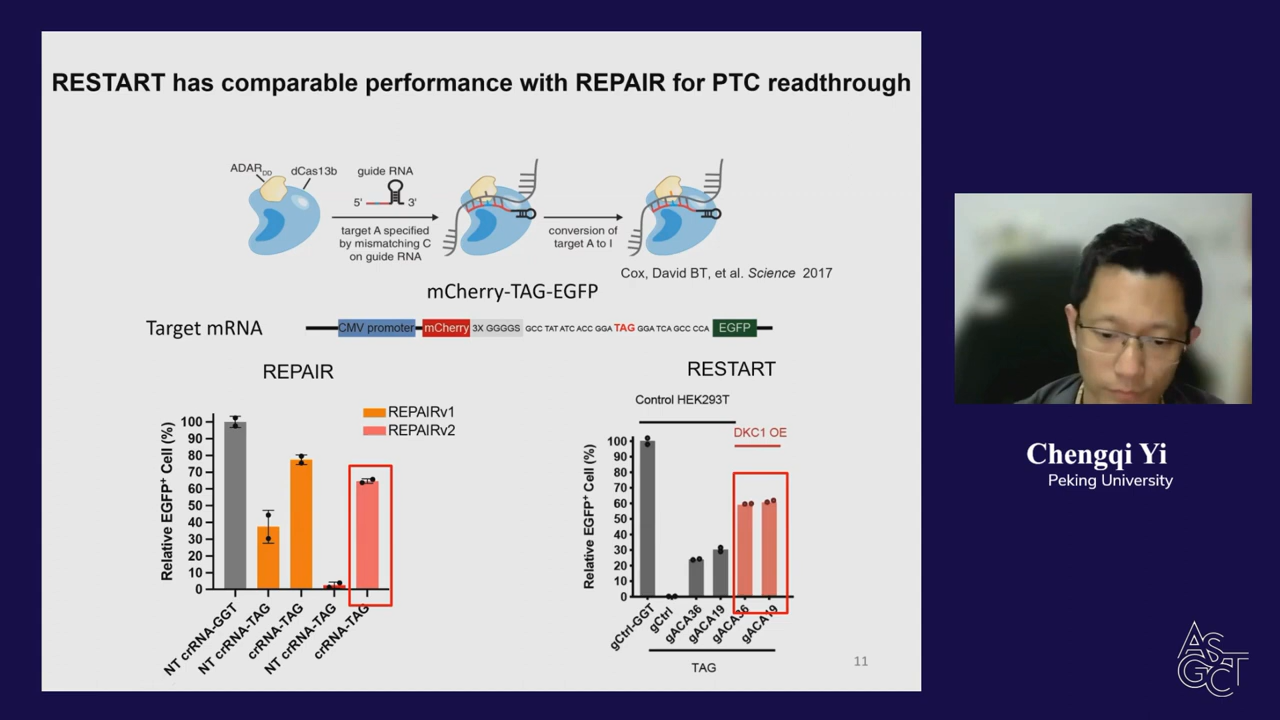 RESTART has comparable performance with REPAIR for PTC readthrough
ADARDD
dCas13b
guide RNA
5'
3'
target A specified
by mismatching C
on guide RNA
conversion of
target A to I
Cox, David BT, et al. Science 2017
mCherry-TAG-EGFP
Target mRNA
CMV promoter
mCherry
3X GGGGS
GCC TAT ATC ACC GGA TAG GGA TCA GCC CCA
EGFP
REPAIR
REPAIRv1
REPAIRv2
Relative EGFP+ Cell (%)
100
90
80
70
60
50
40
30
20
10
0
NT crRNA-GGT
NT crRNA-TAG
crRNA-TAG
NT crRNA-TAG
crRNA-TAG
RESTART
Control HEK293T
DKC1 OE
Relative EGFP+ Cell (%)
100
90
80
70
60
50
40
30
20
10
0
gCtrl-GGT
gCtrl
gACA36
gACA19
gACA36
gACA19
TAG
11
Chengqi Yi
Peking University
ASGCT